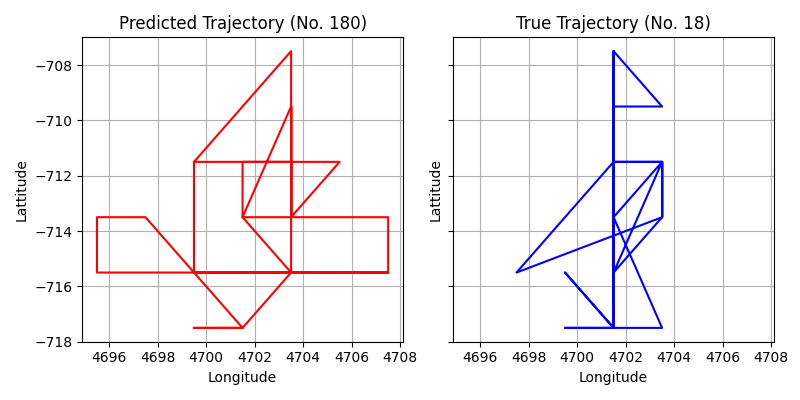 Predicted Trajectory (No. 180)
True Trajectory (No. 18)
−708
−710
−712
−714
−716
−718
Lattitude
Lattitude
4696 4698 4700 4702 4704 4706 4708
4696 4698 4700 4702 4704 4706 4708
Longitude
Longitude